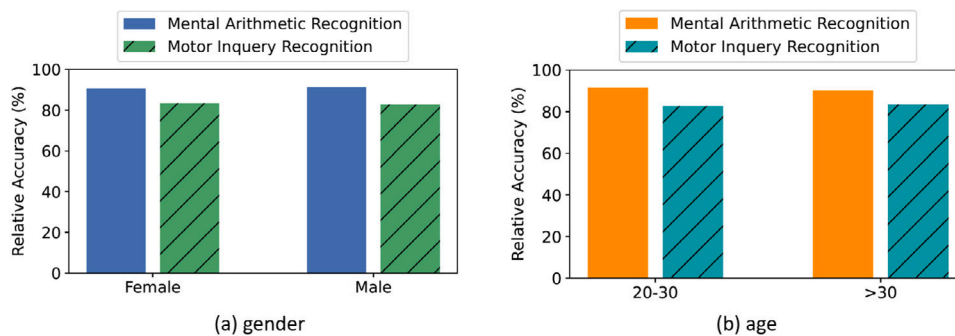 Mental Arithmetic Recognition
Motor Inquery Recognition
Relative Accuracy (%)
100
80
60
40
20
0
Female
Male
(a) gender
Mental Arithmetic Recognition
Motor Inquery Recognition
Relative Accuracy (%)
100
80
60
40
20
0
20-30
>30
(b) age